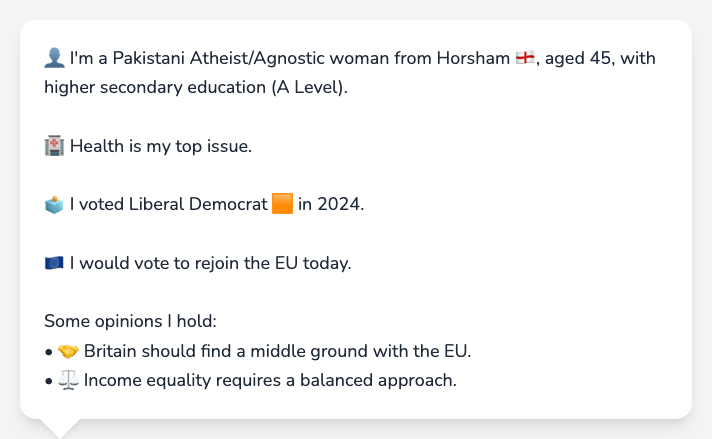 👤 I'm a Pakistani Atheist/Agnostic woman from Horsham 🏴󠁧󠁢󠁥󠁮󠁧󠁿, aged 45, with
higher secondary education (A Level).
🏥 Health is my top issue.
🗳️ I voted Liberal Democrat 🟧 in 2024.
🇪🇺 I would vote to rejoin the EU today.
Some opinions I hold:
• 🤝 Britain should find a middle ground with the EU.
• ⚖️ Income equality requires a balanced approach.